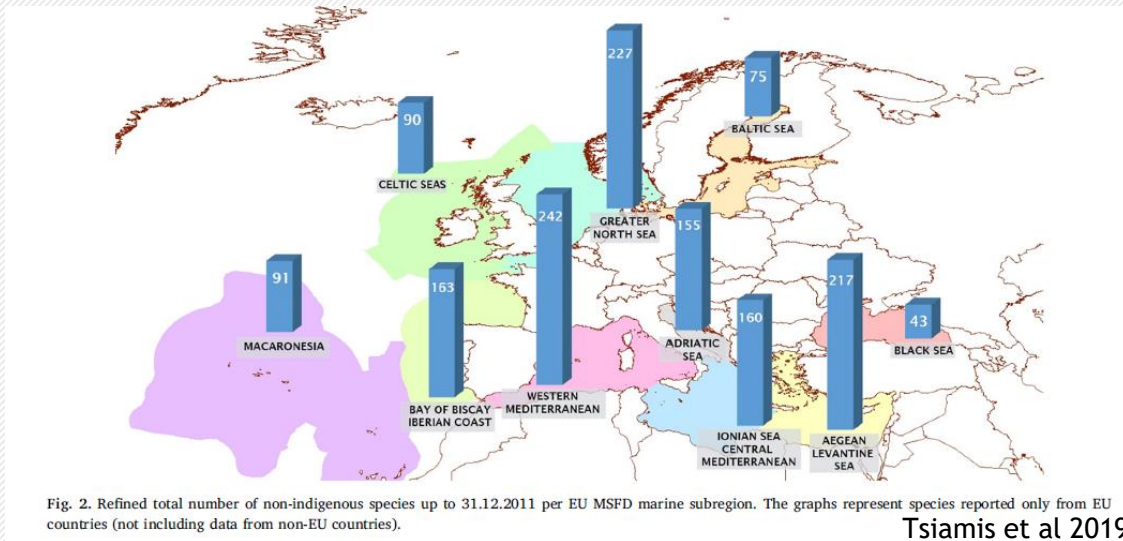 227
75
BALTIC SEA
90
CELTIC SEAS
242
GREATER
NORTH SEA
155
91
MACARONESIA
163
BAY OF BISCAY
IBERIAN COAST
WESTERN
MEDITERRANEAN
ADRIATIC
SEA
160
IONIAN SEA
CENTRAL
MEDITERRANEAN
217
AEGEAN
LEVANTINE
SEA
43
BLACK SEA
Fig. 2. Refined total number of non-indigenous species up to 31.12.2011 per EU MSFD marine subregion. The graphs represent species reported only from EU
countries (not including data from non-EU countries).
Tsiamis et al 2019